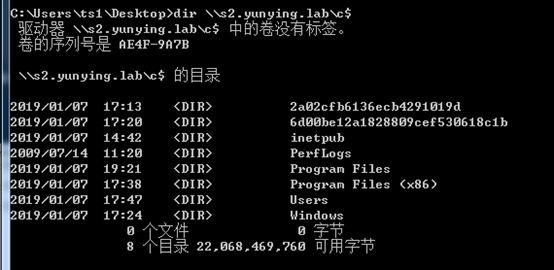 C:\Users\ts1\Desktop>dir \\s2.yunying.lab\c$
驱动器 \\s2.yunying.lab\c$ 中的卷没有标签。
卷的序列号是 AE4F-9A7B
\\s2.yunying.lab\c$ 的目录
2019/01/07  17:13    <DIR>          2a02cfb6136ecb4291019d
2019/01/07  17:20    <DIR>          6d00be12a1828809cef530618c1b
2019/01/07  14:42    <DIR>          inetpub
2009/07/14  11:20    <DIR>          PerfLogs
2019/01/07  19:21    <DIR>          Program Files
2019/01/07  17:38    <DIR>          Program Files (x86)
2019/01/07  17:47    <DIR>          Users
2019/01/07  17:24    <DIR>          Windows
0 个文件              0 字节
8 个目录 22,068,469,760 可用字节